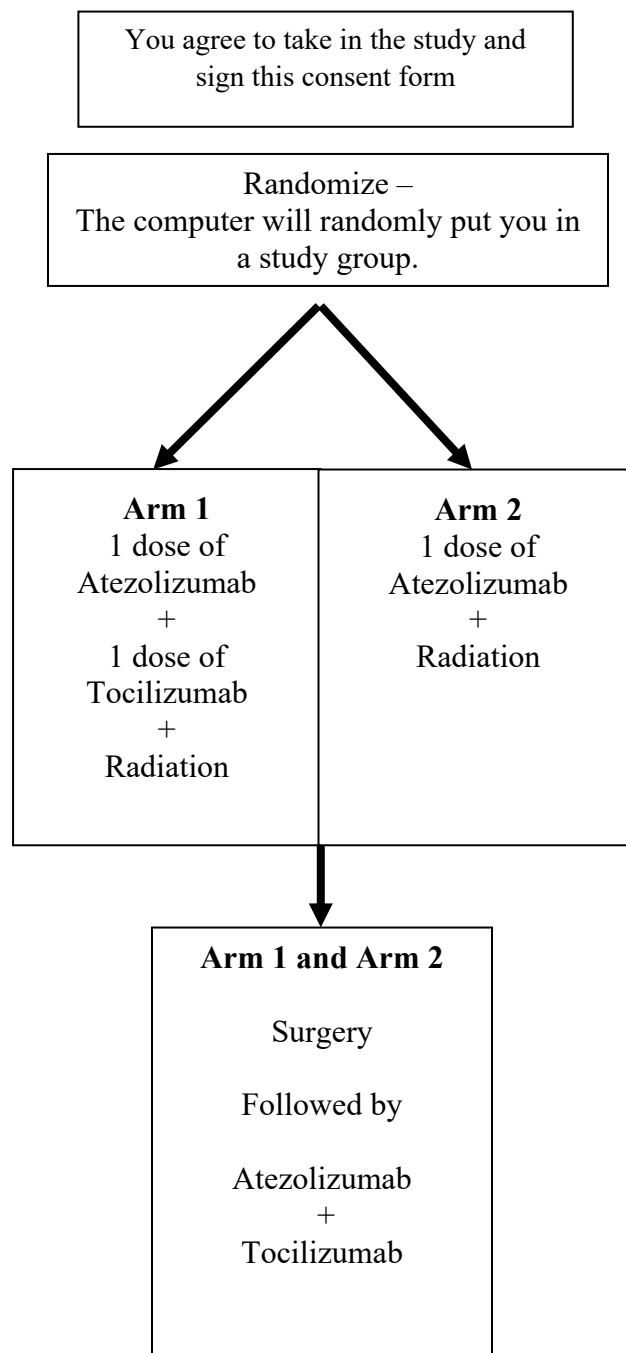 You agree to take in the study and
sign this consent form
Randomize –
The computer will randomly put you in
a study group.
Arm 1
1 dose of
Atezolizumab
+
1 dose of
Tocilizumab
+
Radiation
Arm 2
1 dose of
Atezolizumab
+
Radiation
Arm 1 and Arm 2
Surgery
Followed by
Atezolizumab
+
Tocilizumab